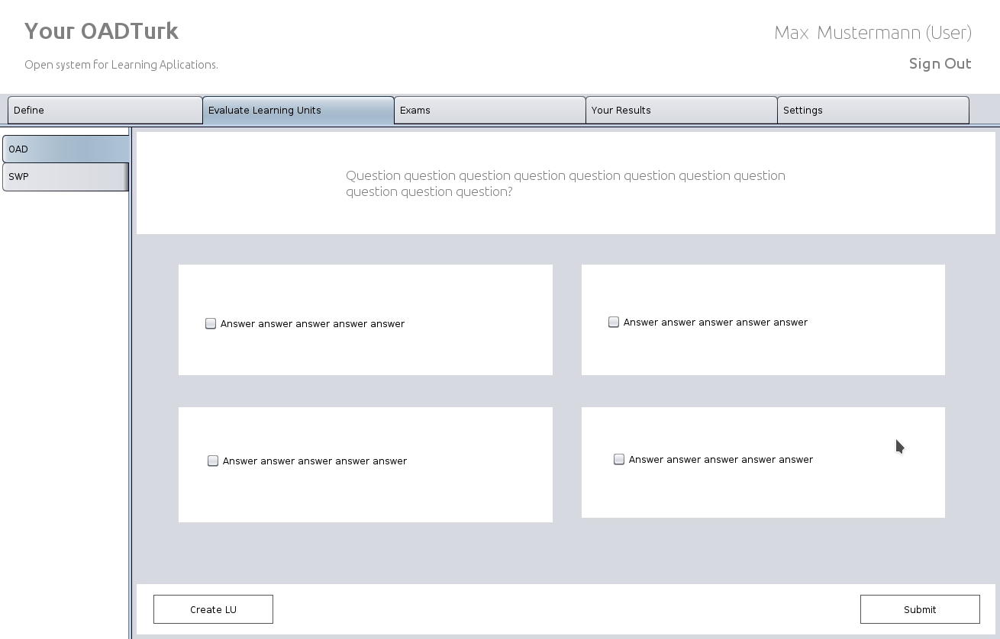 Your OADTurk
Max Mustermann (User)
Open system for Learning Aplications.
Sign Out
Define
Evaluate Learning Units
Exams
Your Results
Settings
OAD
SWP
Question question question question question question question question
question question question?
Answer answer answer answer answer
Answer answer answer answer answer
Answer answer answer answer answer
Answer answer answer answer answer
Create LU
Submit